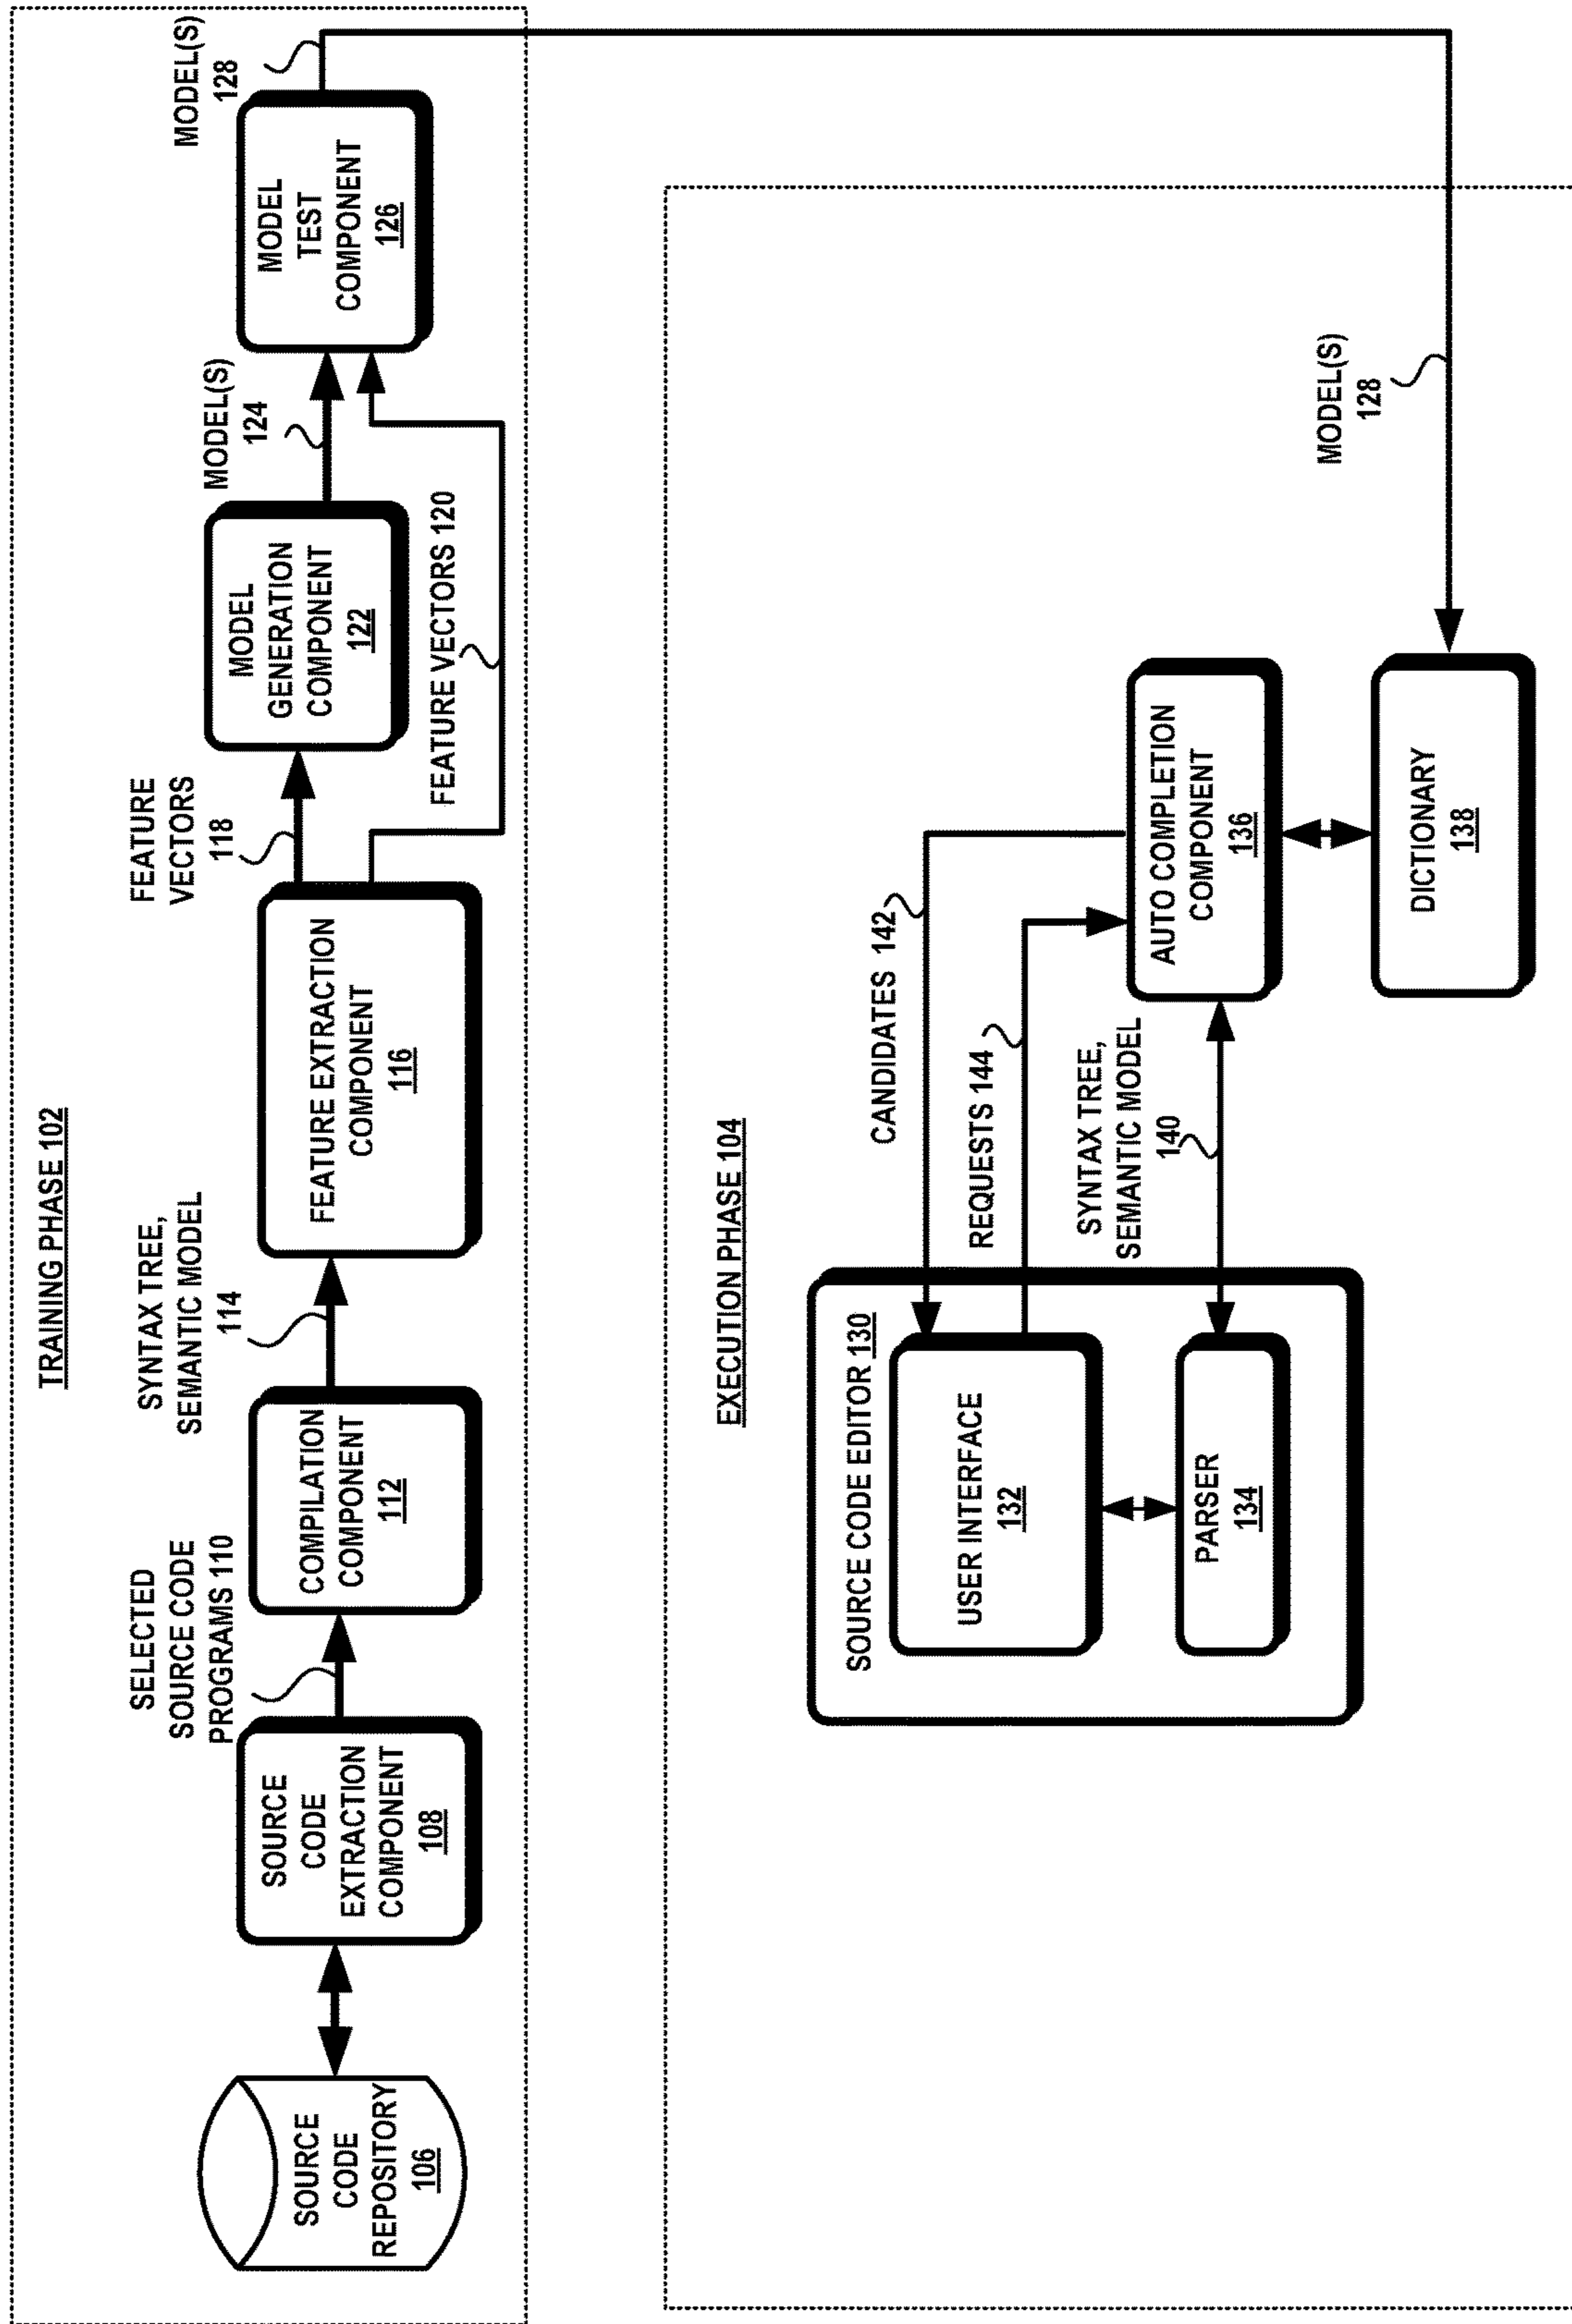 TRAINING PHASE 102
SOURCE
CODE
REPOSITORY
106
SOURCE
CODE
EXTRACTION
COMPONENT
108
SELECTED
SOURCE CODE
PROGRAMS 110
COMPILATION
COMPONENT
112
SYNTAX TREE,
SEMANTIC MODEL
114
FEATURE EXTRACTION
COMPONENT
116
FEATURE
VECTORS
118
FEATURE VECTORS 120
MODEL
GENERATION
COMPONENT
122
MODEL(S)
124
MODEL
TEST
COMPONENT
126
MODEL(S)
128
EXECUTION PHASE 104
SOURCE CODE EDITOR 130
USER INTERFACE
132
PARSER
134
CANDIDATES 142
REQUESTS 144
SYNTAX TREE,
SEMANTIC MODEL
140
AUTO COMPLETION
COMPONENT
136
DICTIONARY
138
MODEL(S)
128